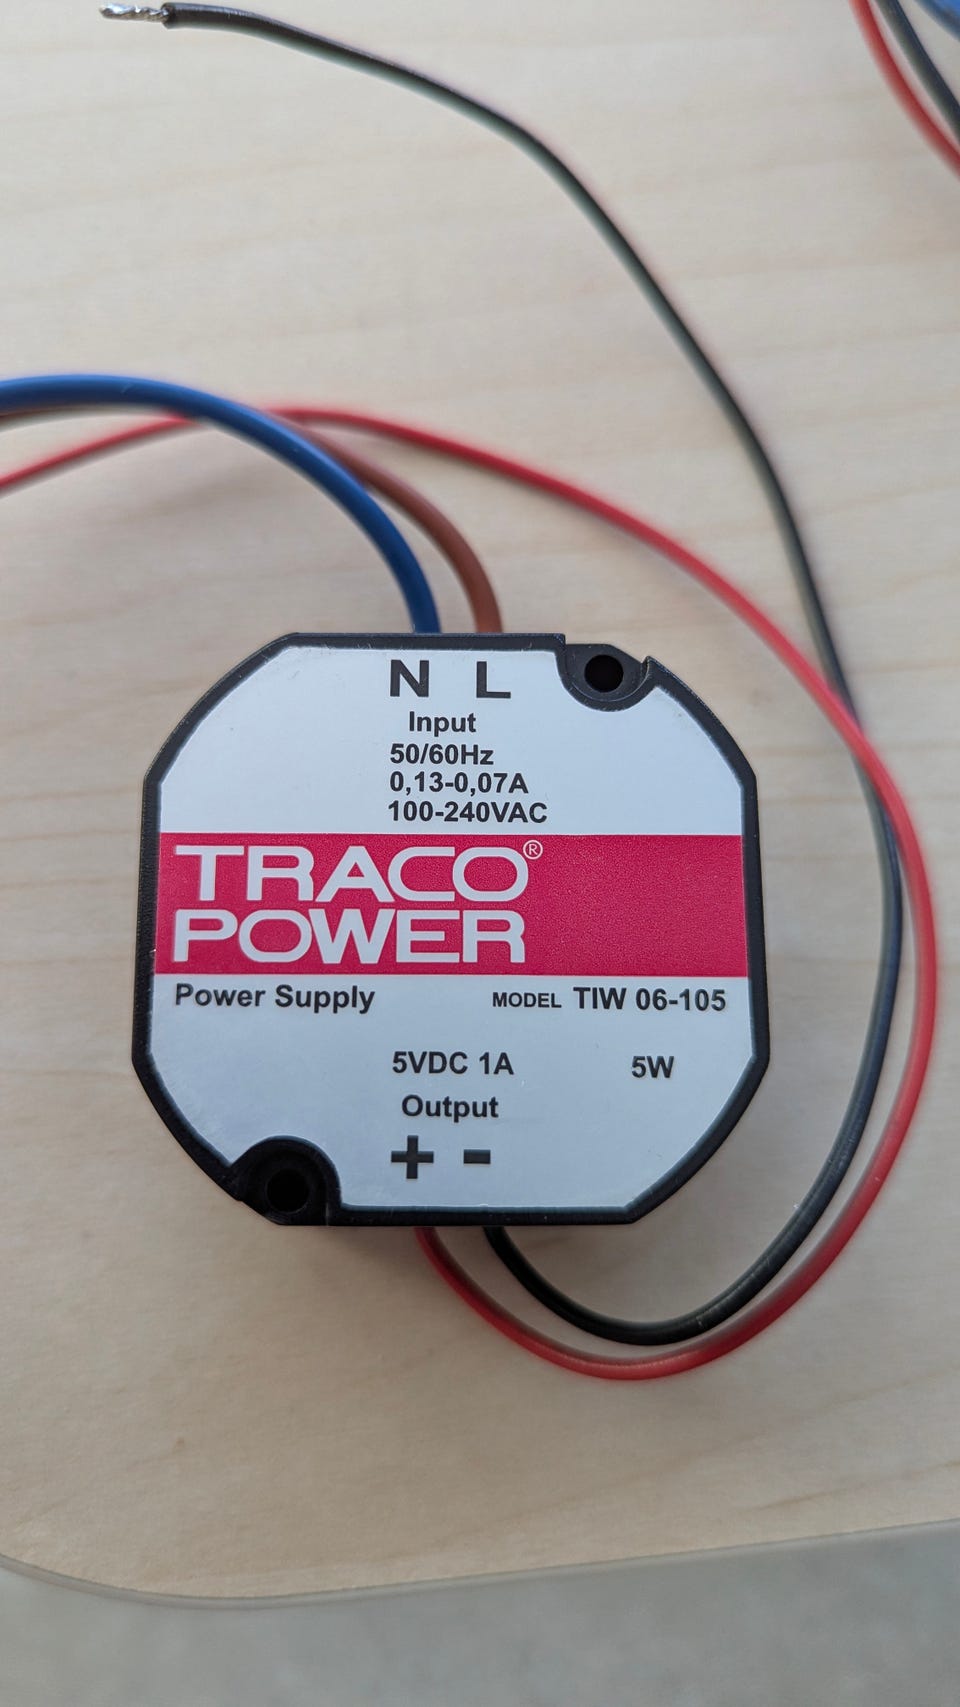 N L
Input
50/60Hz
0,13-0,07A
100-240VAC
TRACO®
POWER
Power Supply MODEL TIW 06-105
5VDC 1A 5W
Output
+ -